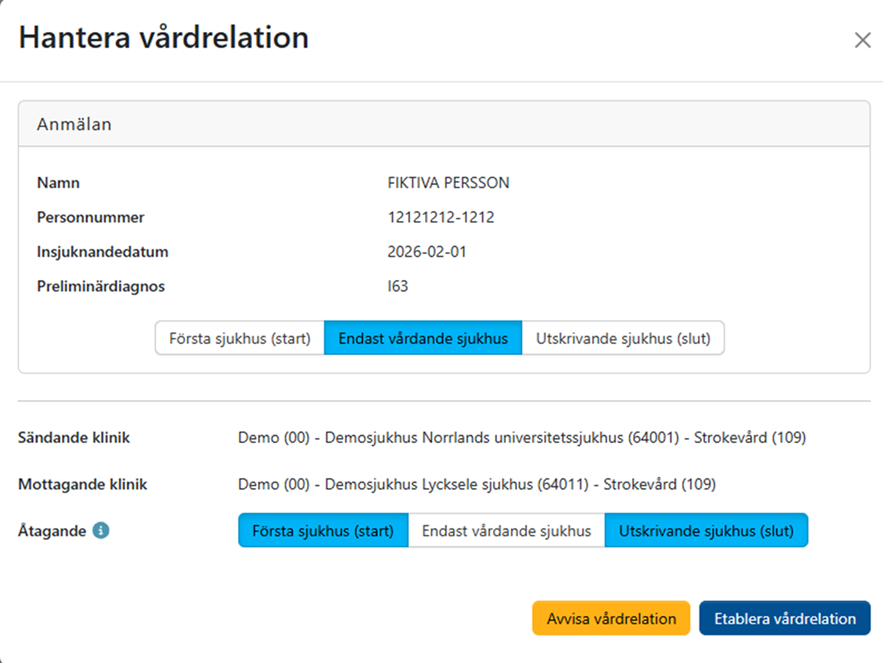 Hantera vårdrelation
Anmälan
Namn FIKTIVA PERSSON
Personnummer 12121212-1212
Insjuknandedatum 2026-02-01
Preliminärdiagnos I63
Första sjukhus (start) Endast vårdande sjukhus Utskrivande sjukhus (slut)
Sändande klinik Demo (00) - Demosjukhus Norrlands universitetssjukhus (64001) - Strokevård (109)
Mottagande klinik Demo (00) - Demosjukhus Lycksele sjukhus (64011) - Strokevård (109)
Åtagande Första sjukhus (start) Endast vårdande sjukhus Utskrivande sjukhus (slut)
Avvisa vårdrelation Etablera vårdrelation